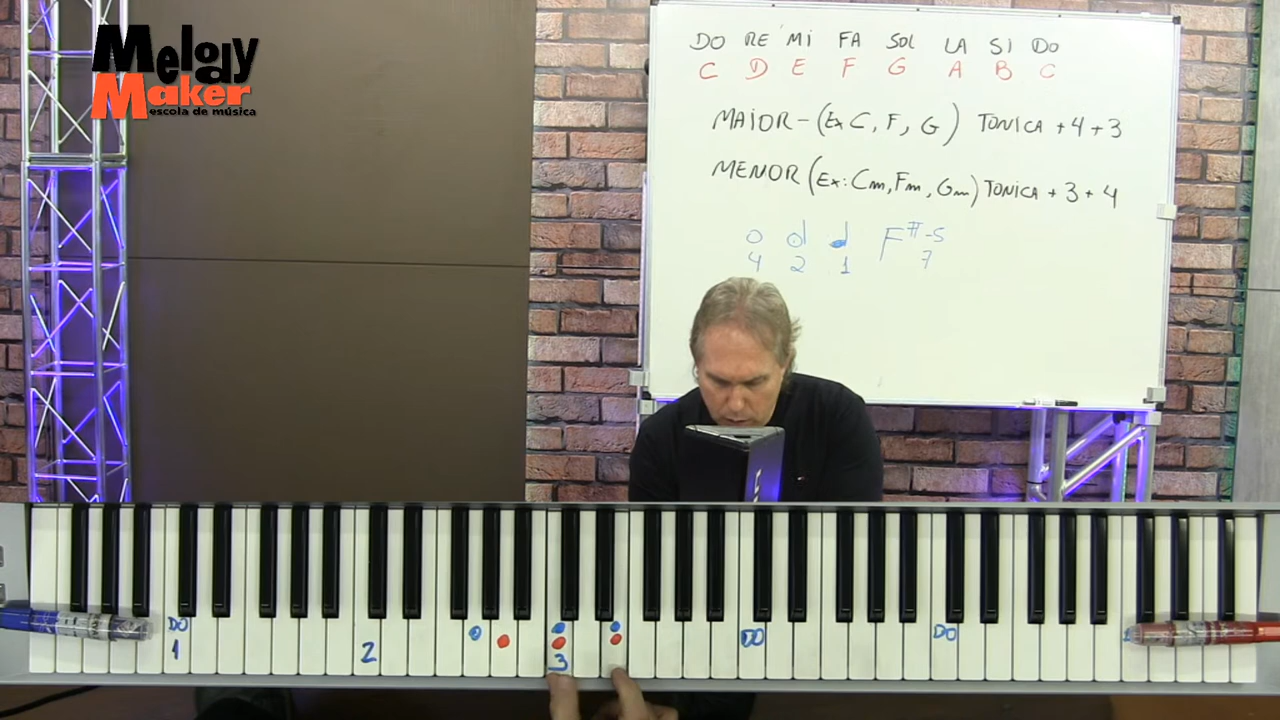 Melody
Maker
escola de música
DO RE MI FA SOL LA SI DO
C D E F G A B C
MAIOR - (Ex C, F, G) TONICA + 4 + 3
MENOR (Ex: Cm, Fm, Gm) TONICA + 3 + 4
F#-5
4 2 1 7
DO DO DO
1 2 3